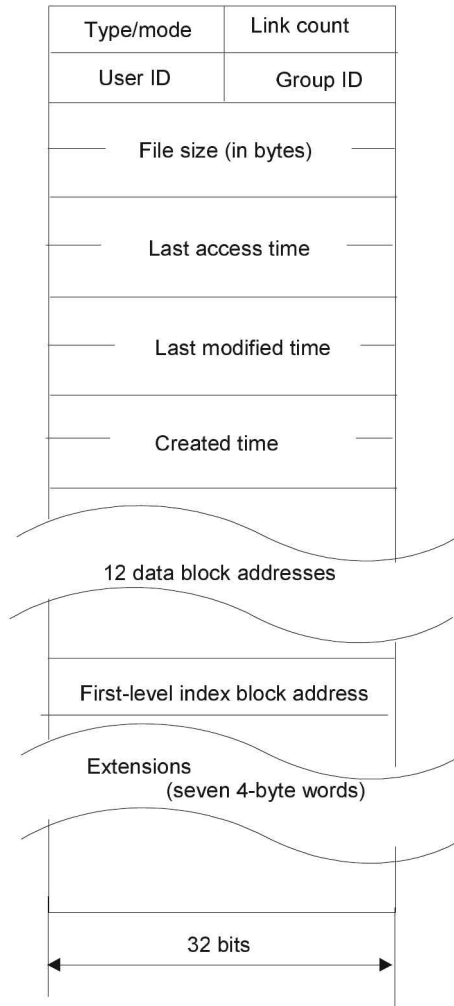 Type/mode
Link count
User ID
Group ID
File size (in bytes)
Last access time
Last modified time
Created time
12 data block addresses
First-level index block address
Extensions
(seven 4-byte words)
32 bits